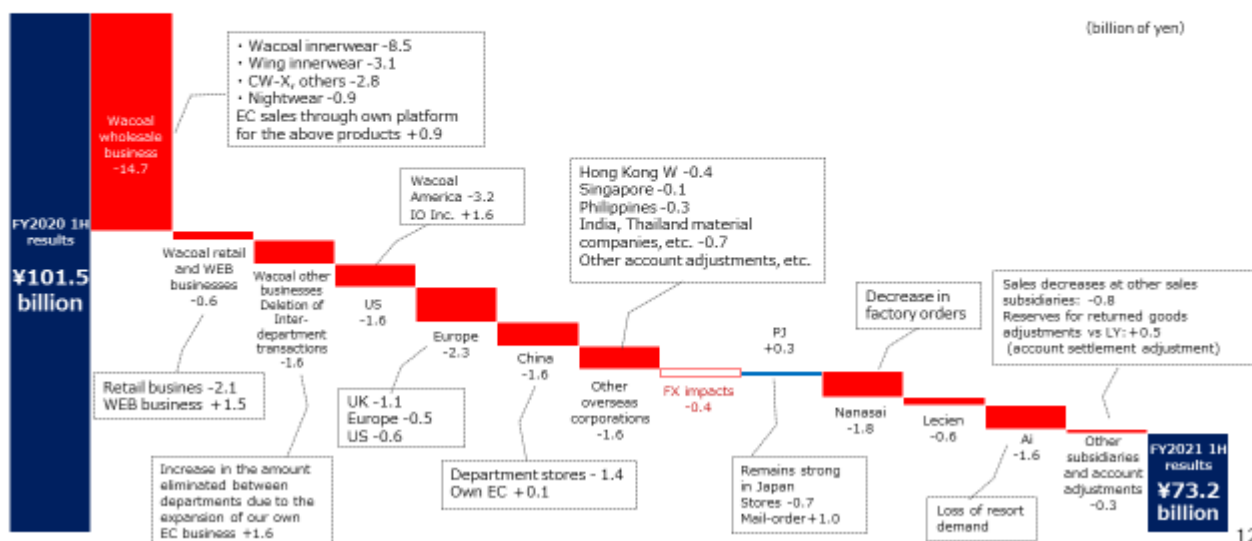 (billion of yen)
・ Wacoal innerwear -8.5
・ Wing innerwear -3.1
・ CW-X, others -2.8
・ Nightwear -0.9
EC sales through own platform
for the above products +0.9
Wacoal
wholesale
business
-14.7
FY2020 1H
results
¥101.5
billion
Wacoal retail
and WEB
businesses
-0.6
Retail busines -2.1
WEB business +1.5
Wacoal other
businesses
Deletion of
Inter-
department
transactions
-1.6
Increase in the amount
eliminated between
departments due to the
expansion of our own
EC business +1.6
Wacoal
America -3.2
IO Inc. +1.6
US
-1.6
Europe
-2.3
UK -1.1
Europe -0.5
US -0.6
China
-1.6
Department stores - 1.4
Own EC +0.1
Hong Kong W -0.4
Singapore -0.1
Philippines -0.3
India, Thailand material
companies, etc. -0.7
Other account adjustments, etc.
Other
overseas
corporations
-1.6
FX impacts
-0.4
PJ
+0.3
Remains strong
in Japan
Stores -0.7
Mail-order+1.0
Decrease in
factory orders
Nanasai
-1.8
Lecien
-0.6
Ai
-1.6
Loss of resort
demand
Sales decreases at other sales
subsidiaries: -0.8
Reserves for returned goods
adjustments vs LY:+0.5
(account settlement adjustment)
Other
subsidiaries
and account
adjustments
-0.3
FY2021 1H
results
¥73.2
billion